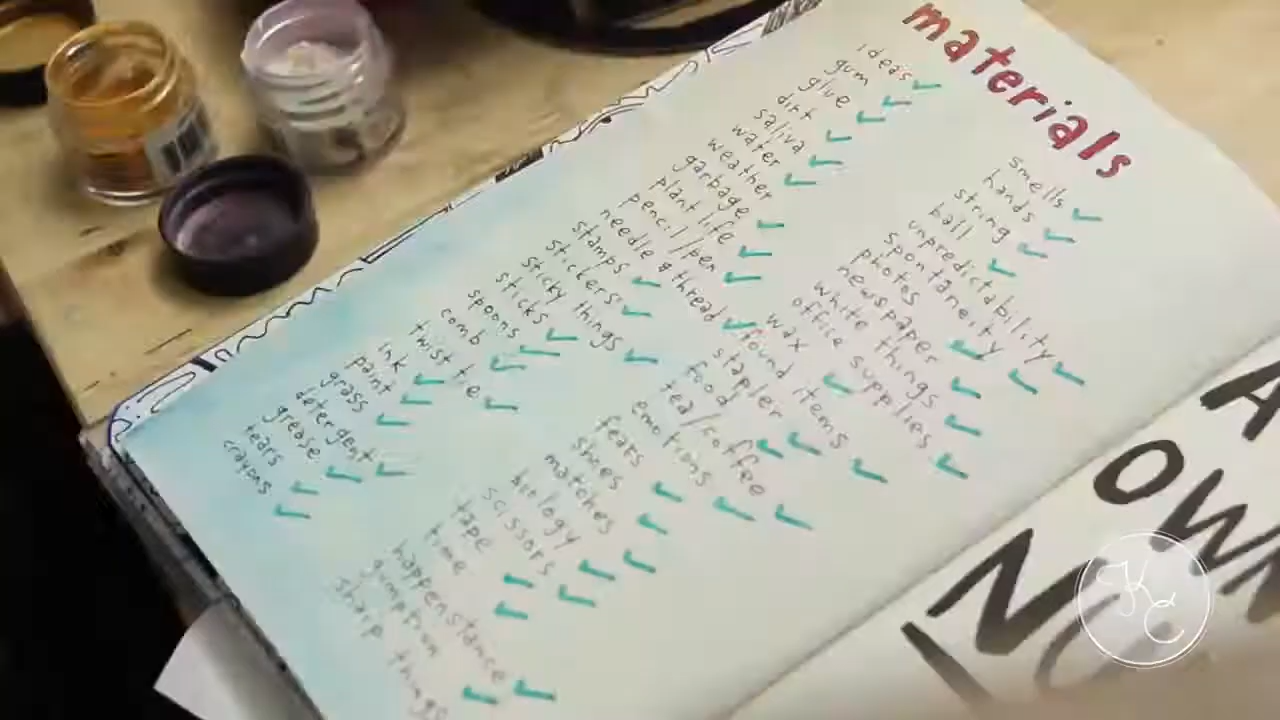 materials
ideas
gum
glue
dirt
saliva
water
weather
garbage
plant life
pencil/pen
needle & thread
stamps
stickers
sticky things
sticks
spoons
comb
twist tie
ink
paint
grass
detergent
grease
tears
crayons
smells
hands
string
ball
unpredictability
spontaneity
photos
newspaper
white things
office supplies
wax
found items
stapler
food
tea/coffee
emotions
fears
shoes
matches
biology
scissors
tape
time
happenstance
gumption
sharp things
KC